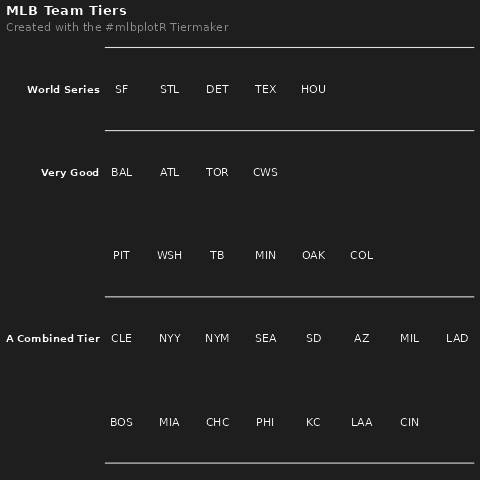 MLB Team Tiers
Created with the #mlbplotR Tiermaker
World Series SF STL DET TEX HOU
Very Good BAL ATL TOR CWS
PIT WSH TB MIN OAK COL
A Combined Tier CLE NYY NYM SEA SD AZ MIL LAD
BOS MIA CHC PHI KC LAA CIN